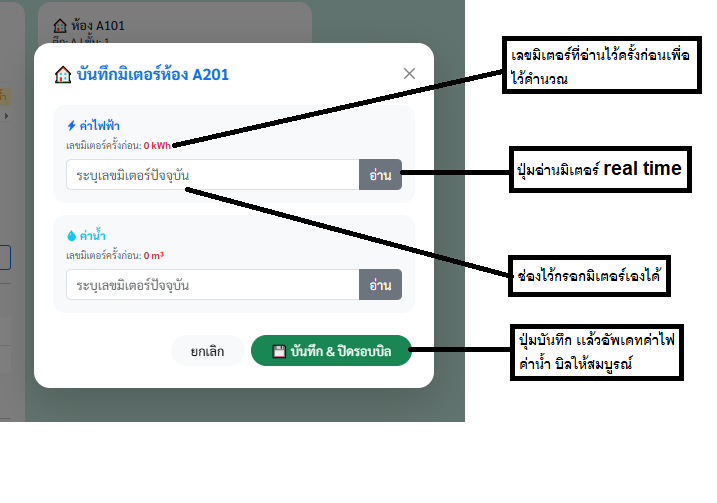 ห้อง A101
ตึก: A | ชั้น: 1
บันทึกมิเตอร์ห้อง A201
ค่าไฟฟ้า
เลขมิเตอร์ครั้งก่อน: 0 kWh
ระบุเลขมิเตอร์ปัจจุบัน
อ่าน
ค่าน้ำ
เลขมิเตอร์ครั้งก่อน: 0 m³
ระบุเลขมิเตอร์ปัจจุบัน
อ่าน
ยกเลิก
บันทึก & ปิดรอบบิล
เลขมิเตอร์ที่อ่านไว้ครั้งก่อนเพื่อ
ไว้คำนวณ
ปุ่มอ่านมิเตอร์ real time
ช่องไว้กรอกมิเตอร์เองได้
ปุ่มบันทึก แล้วอัพเดทค่าไฟ
ค่าน้ำ บิลให้สมบูรณ์